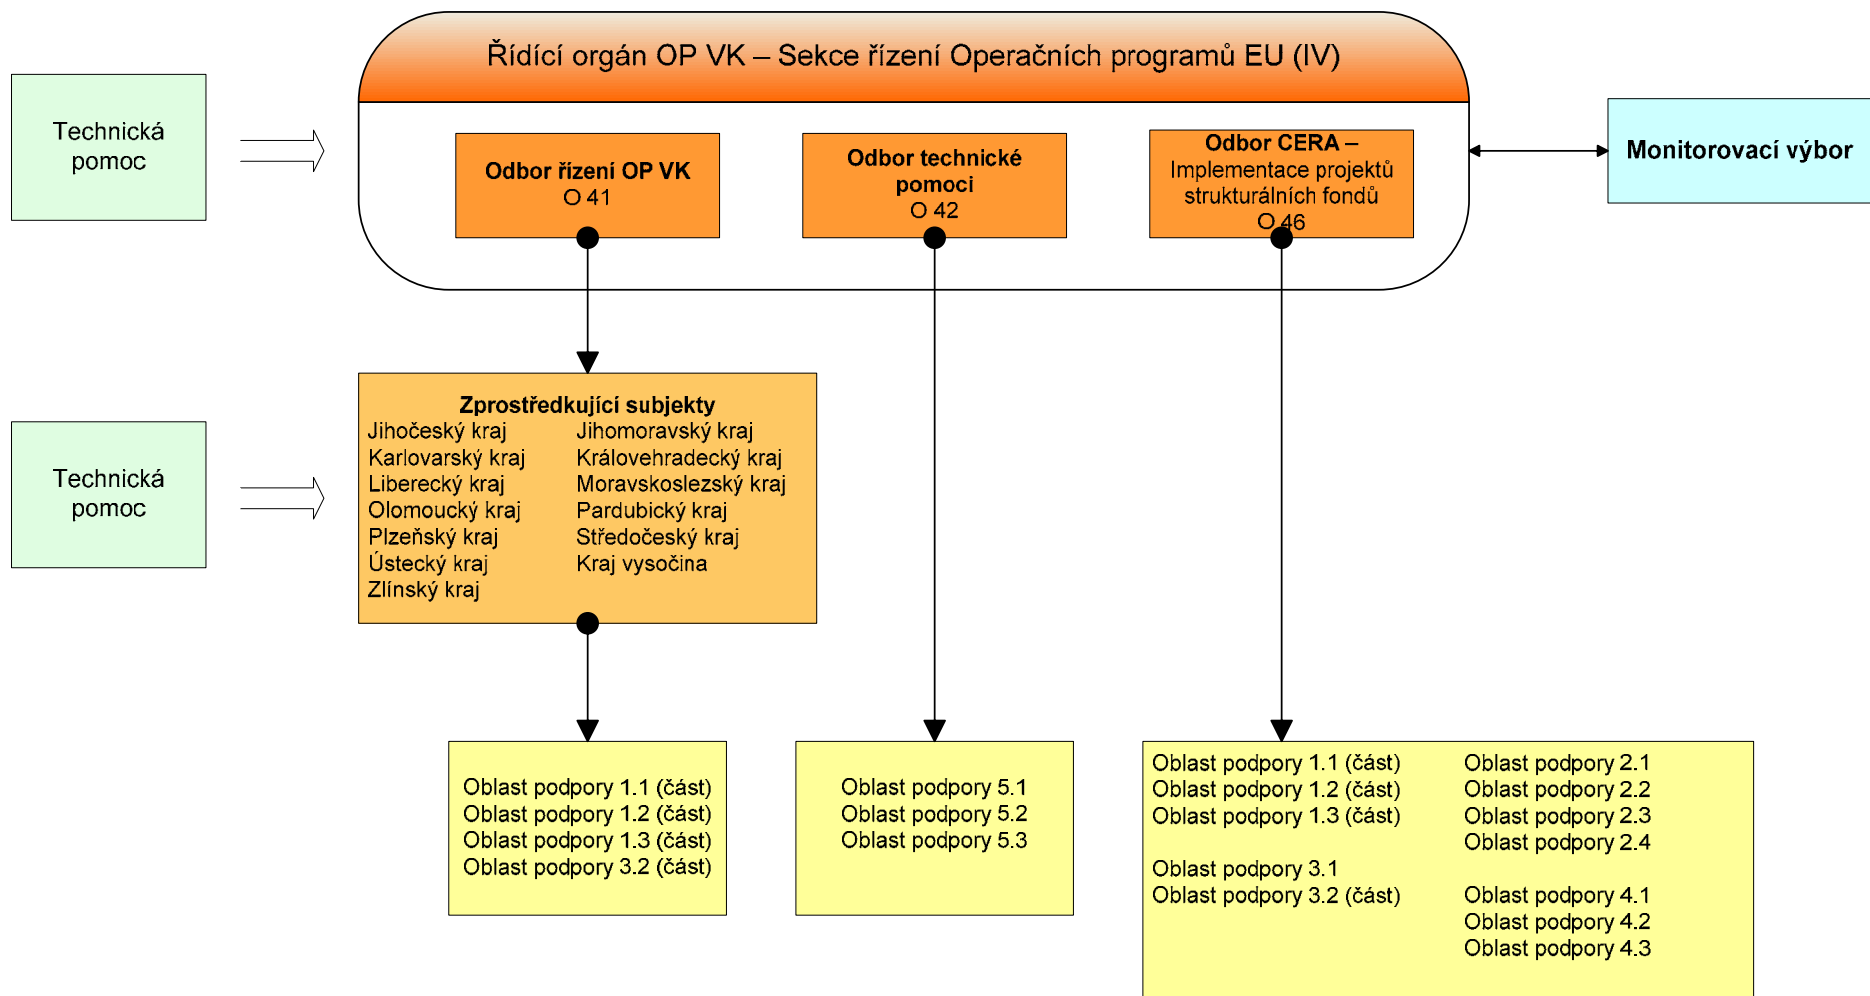 Řídící orgán OP VK – Sekce řízení Operačních programů EU (IV)
Technická
pomoc
Odbor řízení OP VK
O 41
Odbor technické
pomoci
O 42
Odbor CERA –
Implementace projektů
strukturálních fondů
O 46
Monitorovací výbor
Technická
pomoc
Zprostředkující subjekty
Jihočeský kraj
Karlovarský kraj
Liberecký kraj
Olomoucký kraj
Plzeňský kraj
Ústecký kraj
Zlínský kraj
Jihomoravský kraj
Královehradecký kraj
Moravskoslezský kraj
Pardubický kraj
Středočeský kraj
Kraj vysočina
Oblast podpory 1.1 (část)
Oblast podpory 1.2 (část)
Oblast podpory 1.3 (část)
Oblast podpory 3.2 (část)
Oblast podpory 5.1
Oblast podpory 5.2
Oblast podpory 5.3
Oblast podpory 1.1 (část)
Oblast podpory 1.2 (část)
Oblast podpory 1.3 (část)
Oblast podpory 3.1
Oblast podpory 3.2 (část)
Oblast podpory 2.1
Oblast podpory 2.2
Oblast podpory 2.3
Oblast podpory 2.4
Oblast podpory 4.1
Oblast podpory 4.2
Oblast podpory 4.3